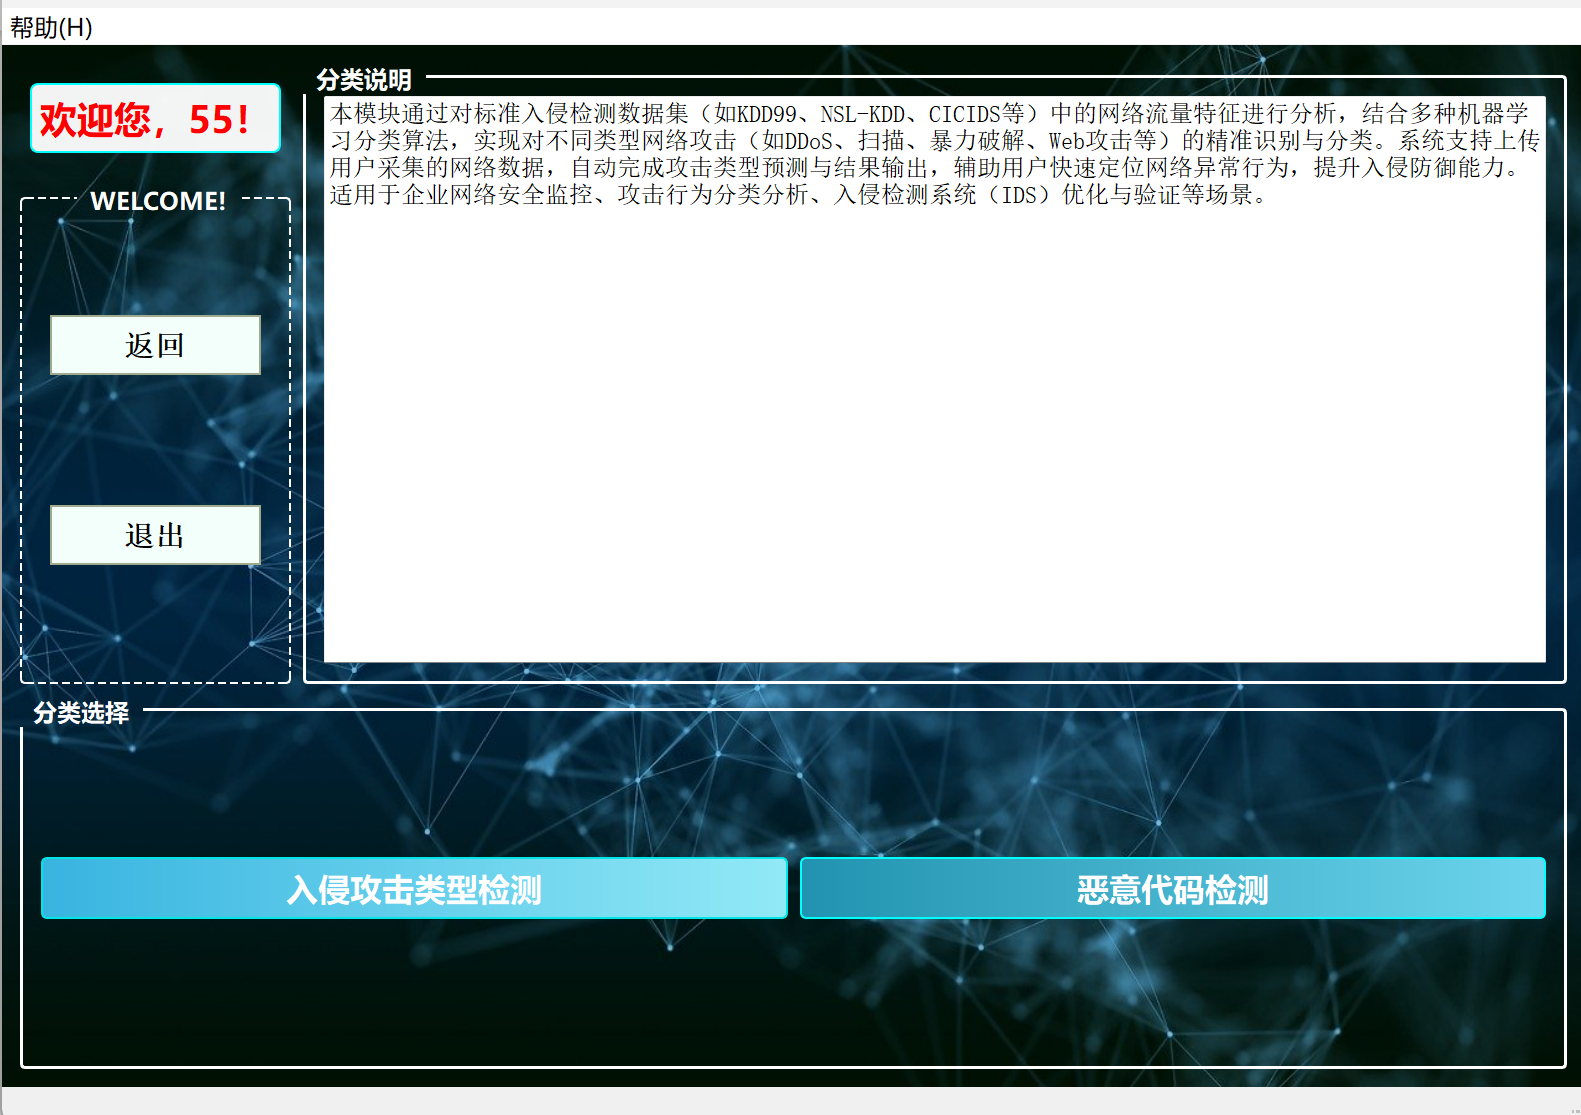 帮助(H)
欢迎您，55！
WELCOME!
返回
退出
分类说明
本模块通过对标准入侵检测数据集（如KDD99、NSL-KDD、CICIDS等）中的网络流量特征进行分析，结合多种机器学
习分类算法，实现对不同类型网络攻击（如DDoS、扫描、暴力破解、Web攻击等）的精准识别与分类。系统支持上传
用户采集的网络数据，自动完成攻击类型预测与结果输出，辅助用户快速定位网络异常行为，提升入侵防御能力。
适用于企业网络安全监控、攻击行为分类分析、入侵检测系统（IDS）优化与验证等场景。
分类选择
入侵攻击类型检测
恶意代码检测